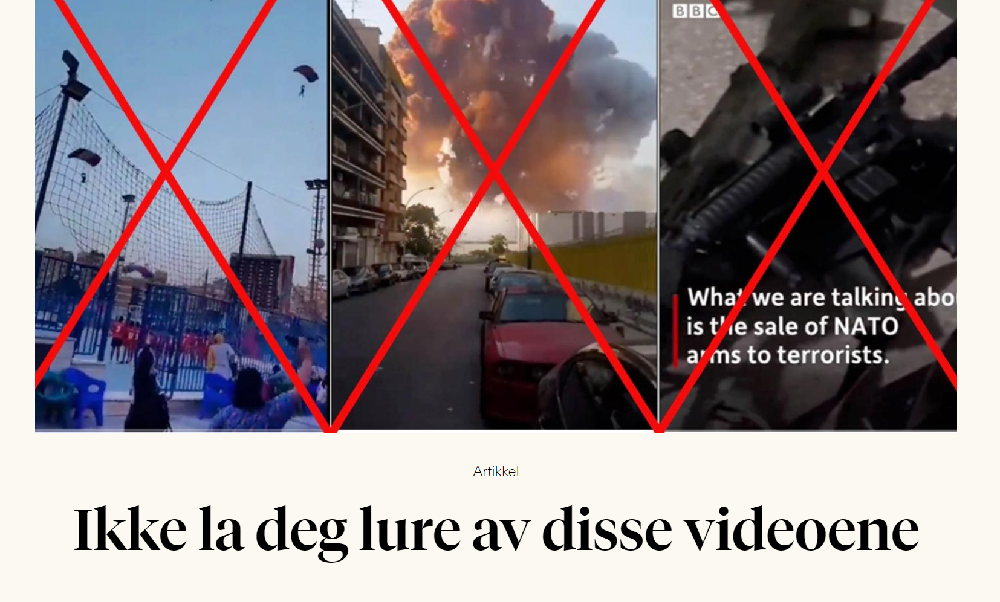 BBC
What we are talking abo
is the sale of NATO
arms to terrorists.
Artikkel
Ikke la deg lure av disse videoene